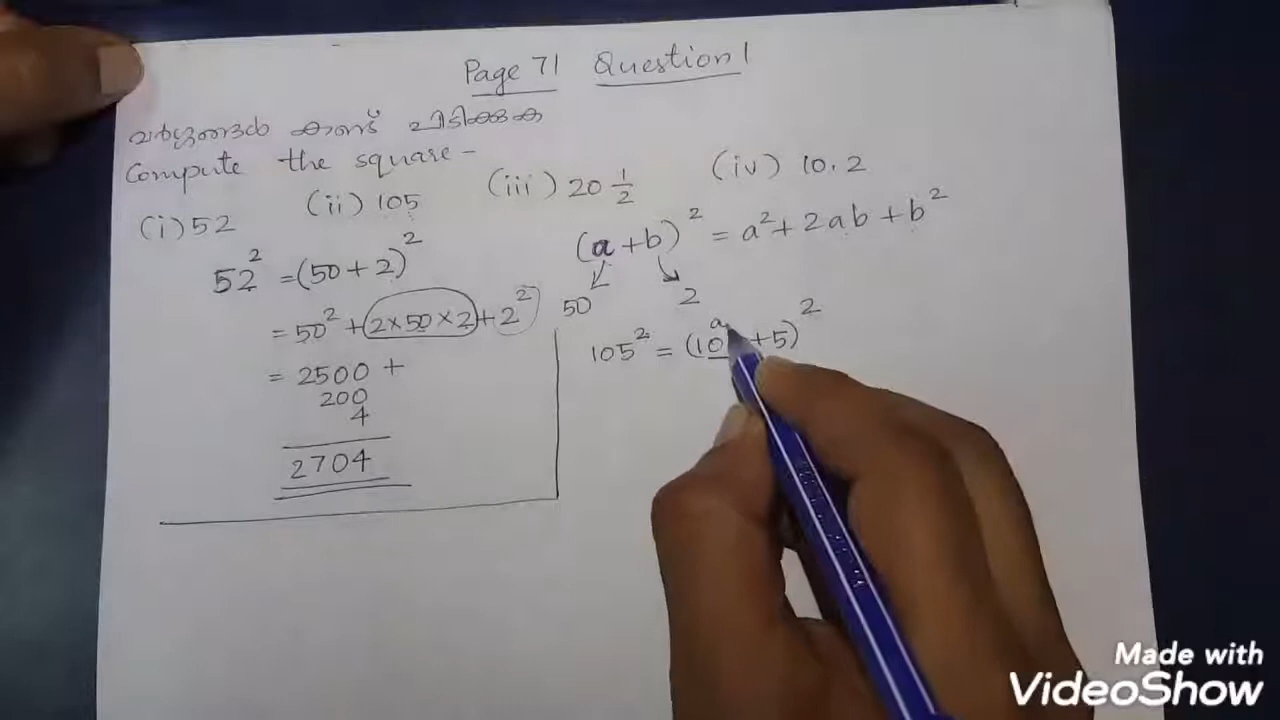 Page 71 Question 1
വർഗ്ഗങ്ങൾ കണ്ട് പിടിക്കുക
Compute the square -
(i) 52 (ii) 105 (iii) 20 1/2 (iv) 10.2
(a+b)² = a² + 2ab + b²
50 2
52² = (50 + 2)²
= 50² + (2×50×2) + 2²
= 2500 +
200
4
2704
a
105² = (10 +5)²
Made with
VideoShow